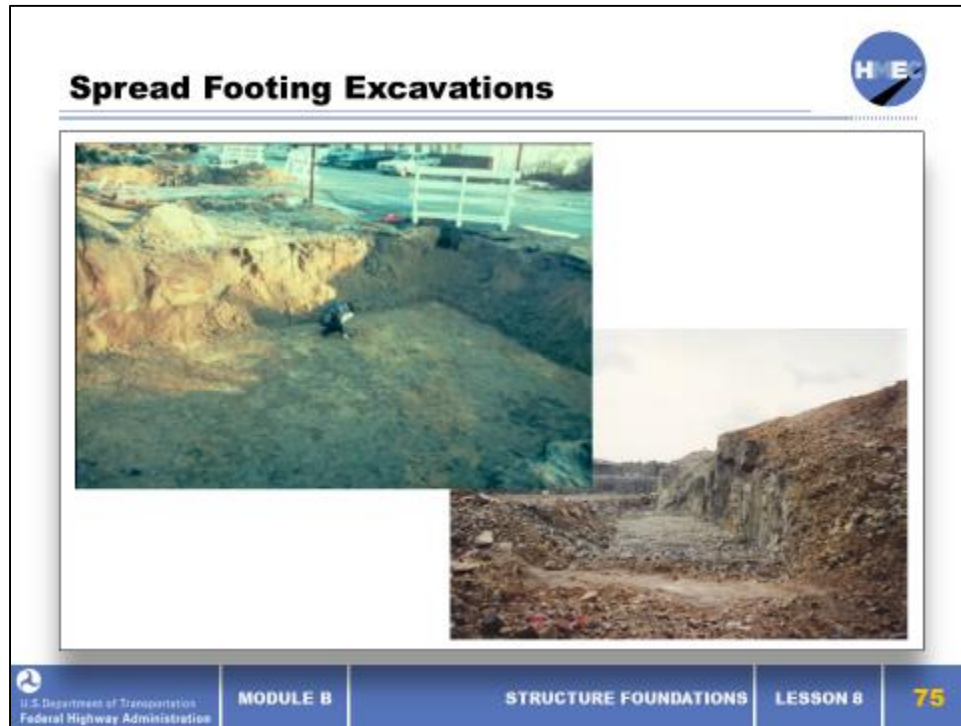 Spread Footing Excavations
HMEC
U.S. Department of Transportation
Federal Highway Administration
MODULE B
STRUCTURE FOUNDATIONS
LESSON 8
75